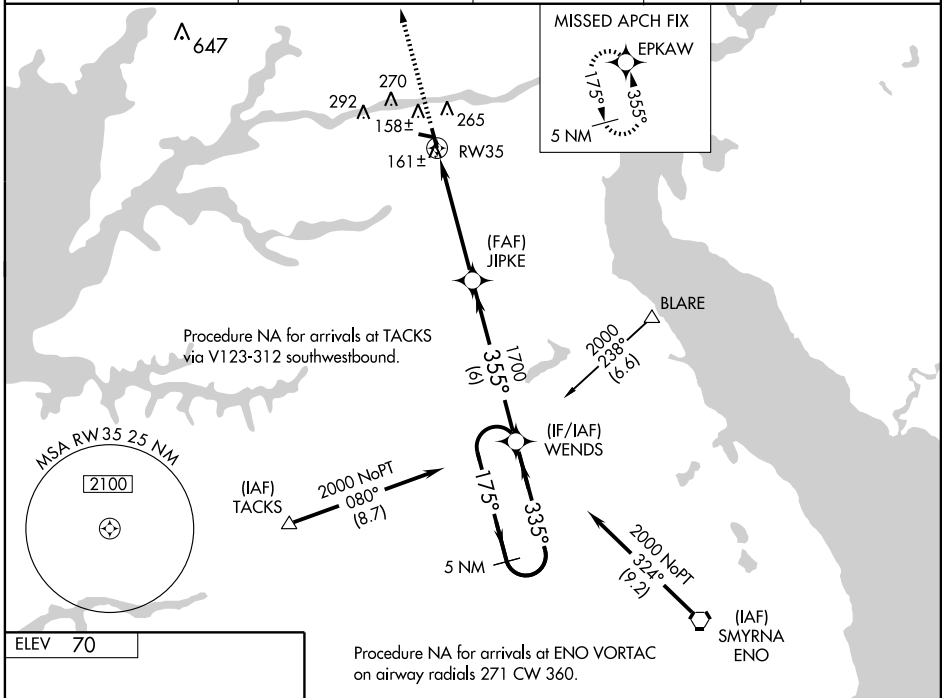 647
MISSED APCH FIX
EPKAW
175°
355°
5 NM
270
292
265
158±
161±
RW35
(FAF)
JIPKE
BLARE
2000
238°
(6.6)
Procedure NA for arrivals at TACKS
via V123-312 southwestbound.
1700
355°
(6)
(IF/IAF)
WENDS
MSA RW35 25 NM
2100
(IAF)
TACKS
2000 NoPT
080°
(8.7)
175°
335°
5 NM
2000 NoPT
324°
(9.2)
(IAF)
SMYRNA
ENO
ELEV 70
Procedure NA for arrivals at ENO VORTAC
on airway radials 271 CW 360.